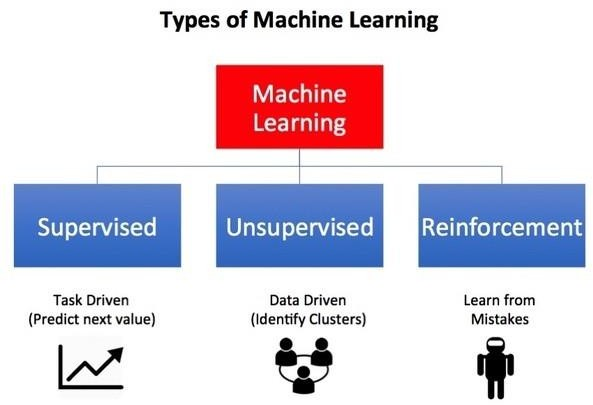 Types of Machine Learning
Machine
Learning
Supervised
Unsupervised
Reinforcement
Task Driven
(Predict next value)
Data Driven
(Identify Clusters)
Learn from
Mistakes